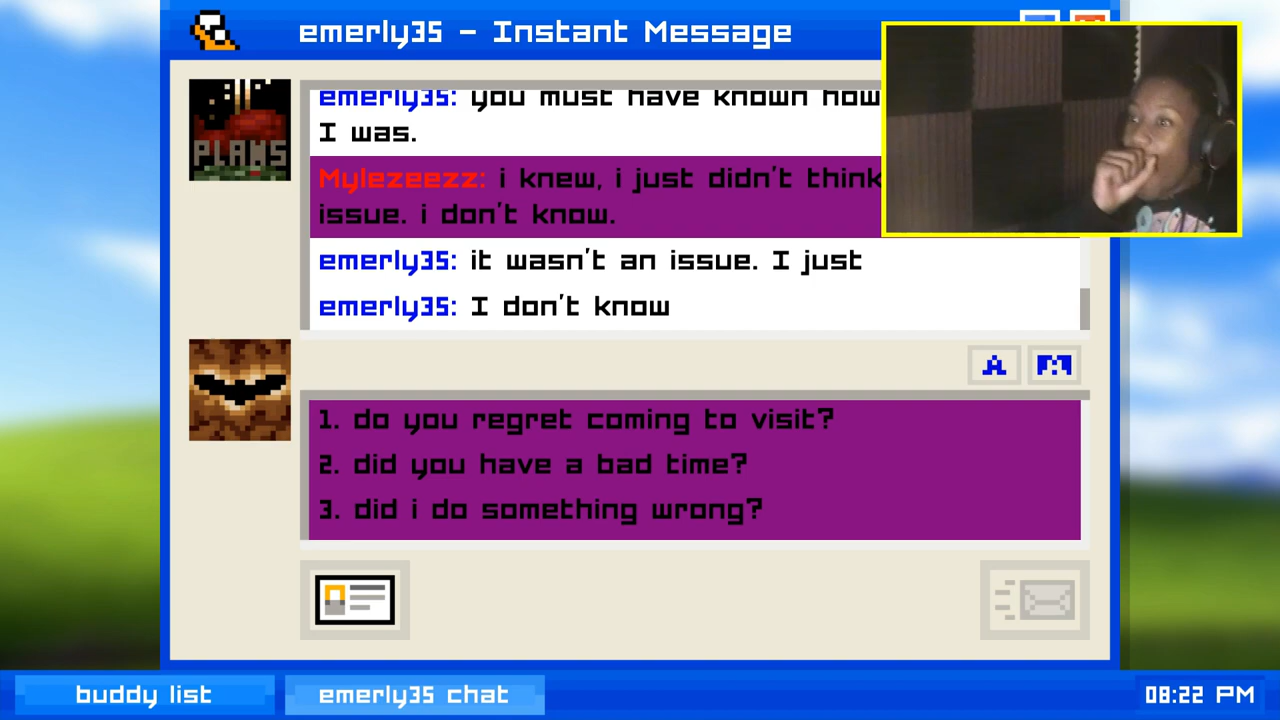 emerly35 - Instant Message
emerly35: you must have known how
I was.
Mylezeezz: i knew, i just didn't think
issue. i don't know.
emerly35: it wasn't an issue. I just
emerly35: I don't know
PLANS
A
1. do you regret coming to visit?
2. did you have a bad time?
3. did i do something wrong?
buddy list
emerly35 chat
08:22 PM